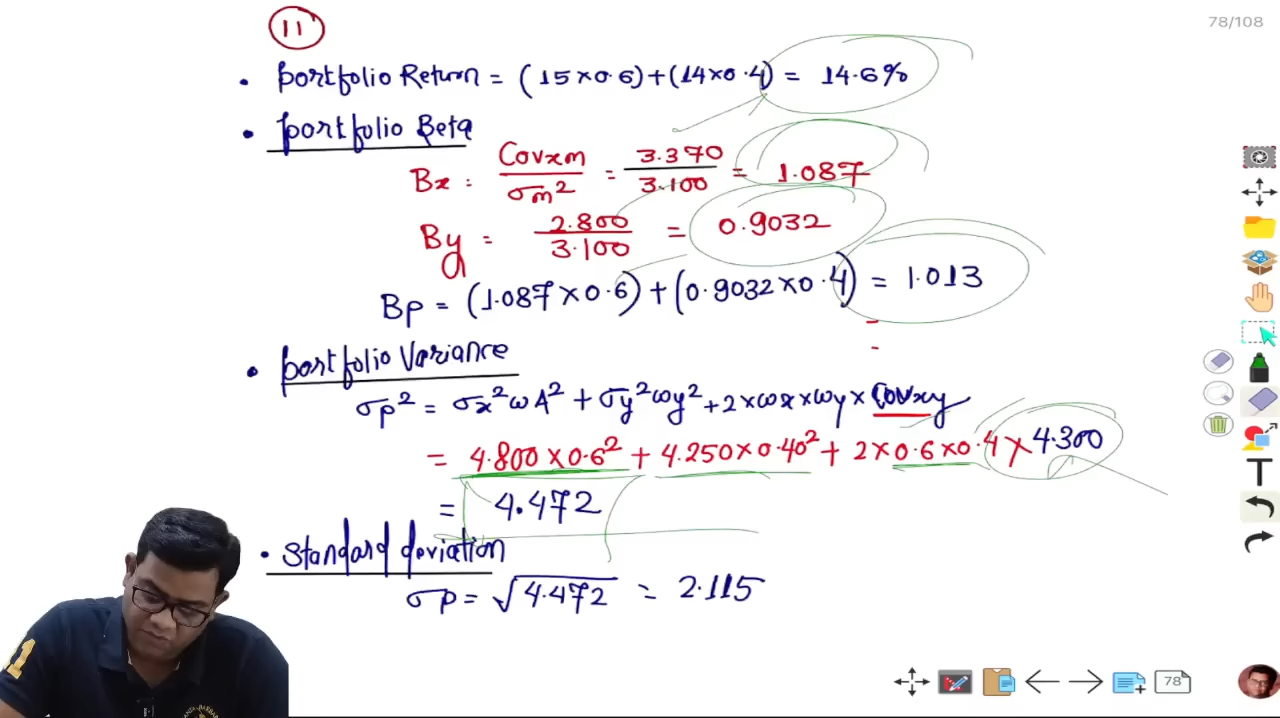 78/108
11
• Portfolio Return = (15×0.6)+(14×0.4) = 14.6%
• Portfolio Beta
Bx = Covxm / σm² = 3.370 / 3.100 = 1.087
By = 2.800 / 3.100 = 0.9032
Bp = (1.087×0.6)+(0.9032×0.4) = 1.013
• Portfolio Variance
σp² = σx²ωA² + σy²ωy² + 2×ωx×ωy×Covxy
= 4.800×0.6² + 4.250×0.40² + 2×0.6×0.4×4.300
= 4.472
• Standard deviation
σp = √4.472 = 2.115
T
78